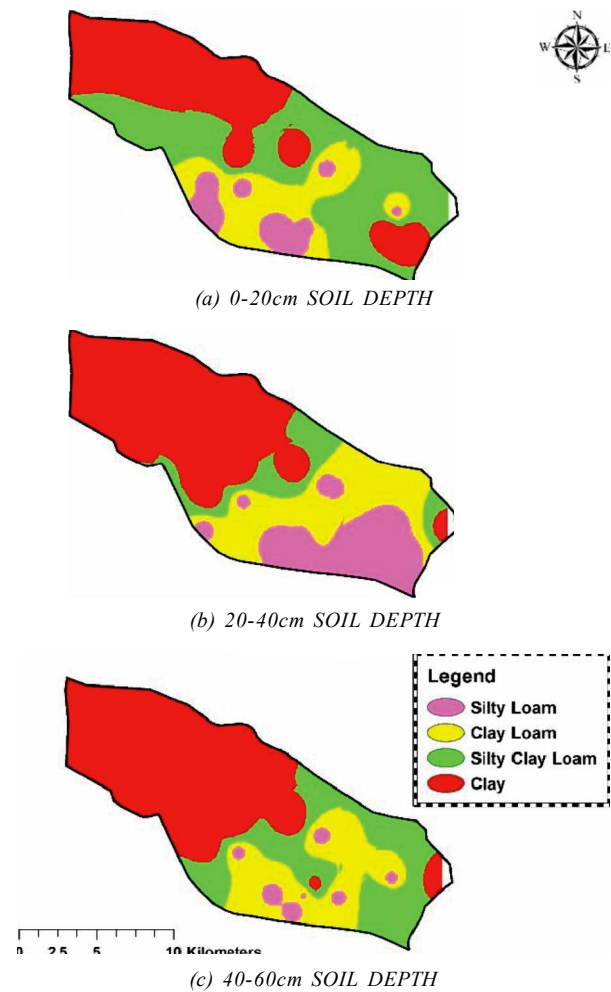 N
W E
S
(a) 0-20cm SOIL DEPTH
(b) 20-40cm SOIL DEPTH
Legend
Silty Loam
Clay Loam
Silty Clay Loam
Clay
0 2.5 5 10 Kilometers
(c) 40-60cm SOIL DEPTH